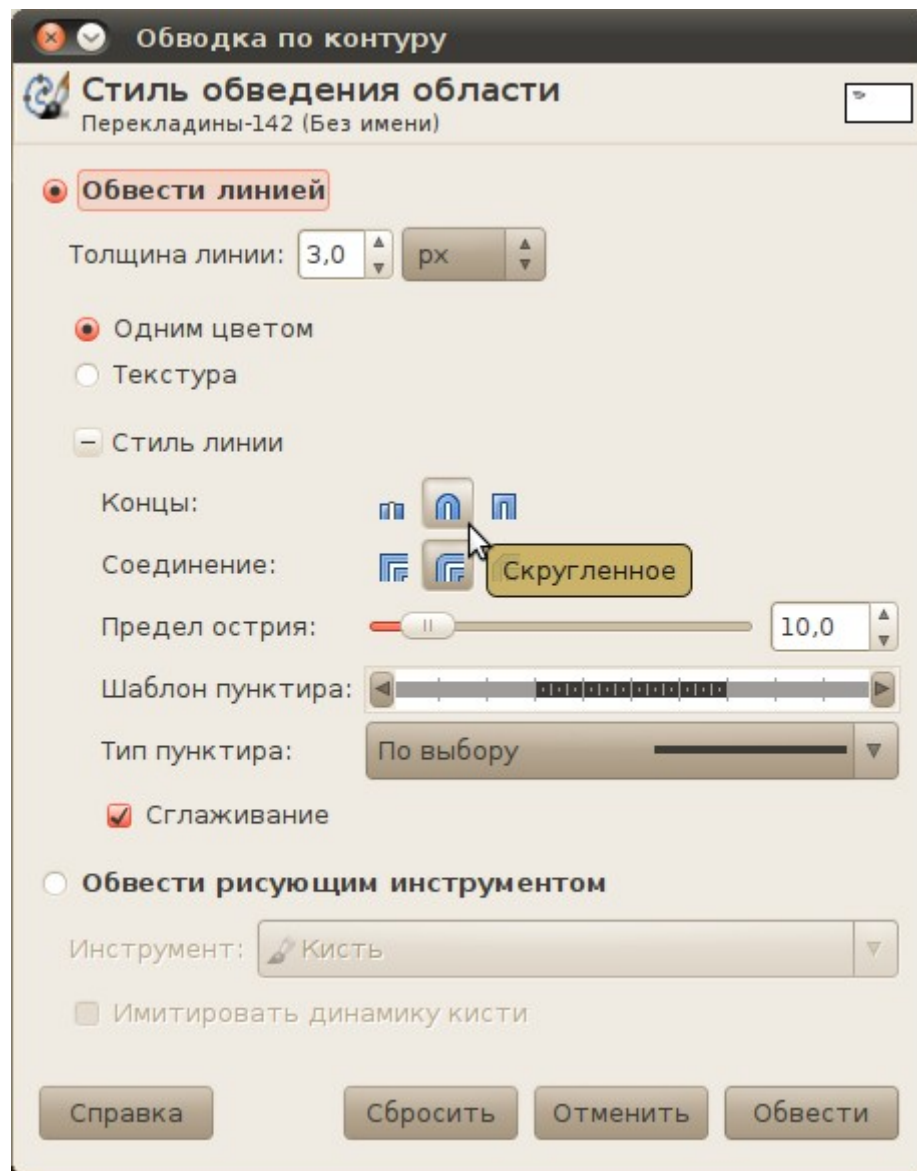 Обводка по контуру
Стиль обведения области
Перекладины-142 (Без имени)
Обвести линией
Толщина линии: 3,0 px
Одним цветом
Текстура
Стиль линии
Концы:
Соединение: Скругленное
Предел острия: 10,0
Шаблон пунктира:
Тип пунктира: По выбору
Сглаживание
Обвести рисующим инструментом
Инструмент: Кисть
Имитировать динамику кисти
Справка Сбросить Отменить Обвести